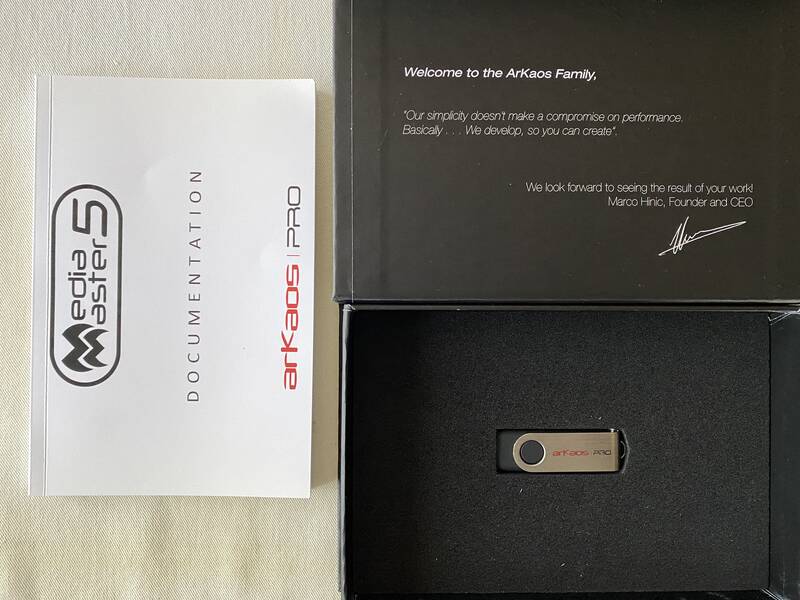 Media
Master 5
DOCUMENTATION
arKaos | PRO
Welcome to the ArKaos Family,
"Our simplicity doesn't make a compromise on performance.
Basically . . . We develop, so you can create".
We look forward to seeing the result of your work!
Marco Hinic, Founder and CEO
arKaos | PRO